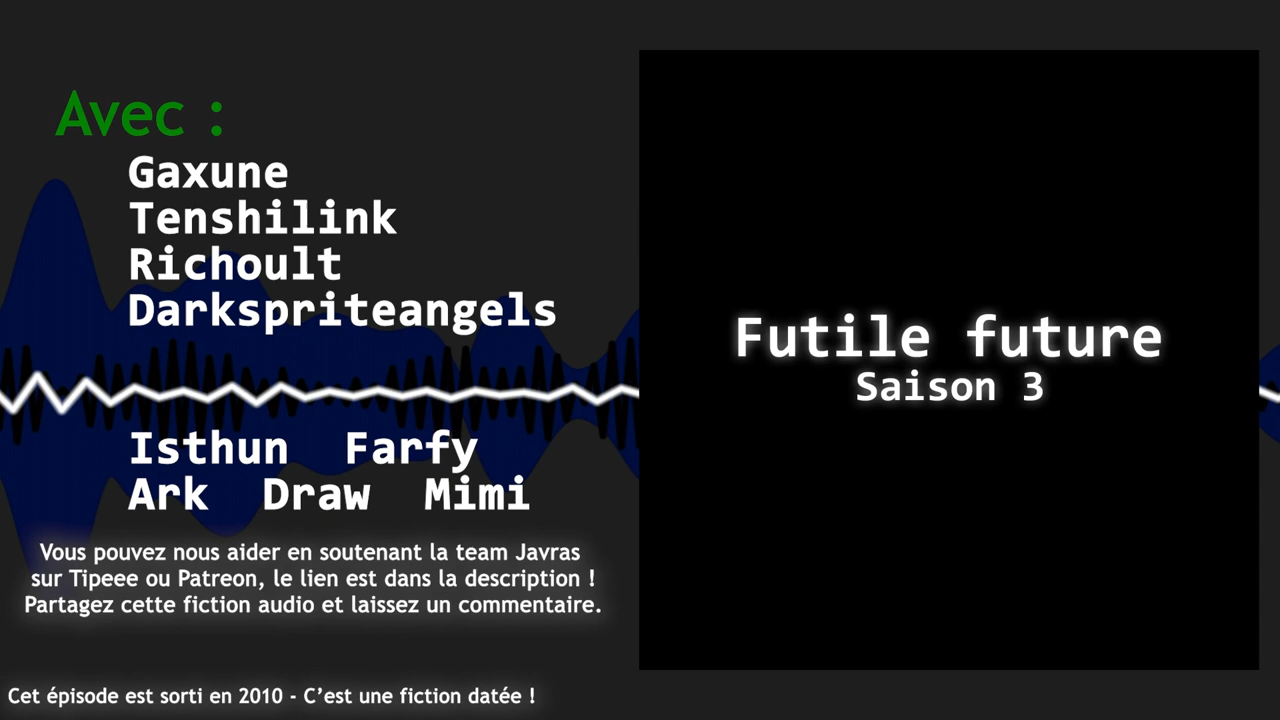 Avec :
Gaxune
Tenshilink
Richoult
Darkspriteangels
Isthun Farfy
Ark Draw Mimi
Vous pouvez nous aider en soutenant la team Javras
sur Tipeee ou Patreon, le lien est dans la description !
Partagez cette fiction audio et laissez un commentaire.
Cet épisode est sorti en 2010 - C’est une fiction datée !
Futile future
Saison 3